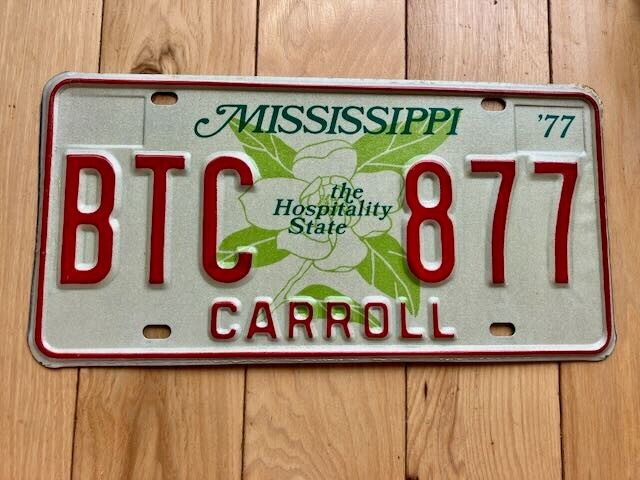 MISSISSIPPI '77
BTC 877
the
Hospitality
State
CARROLL